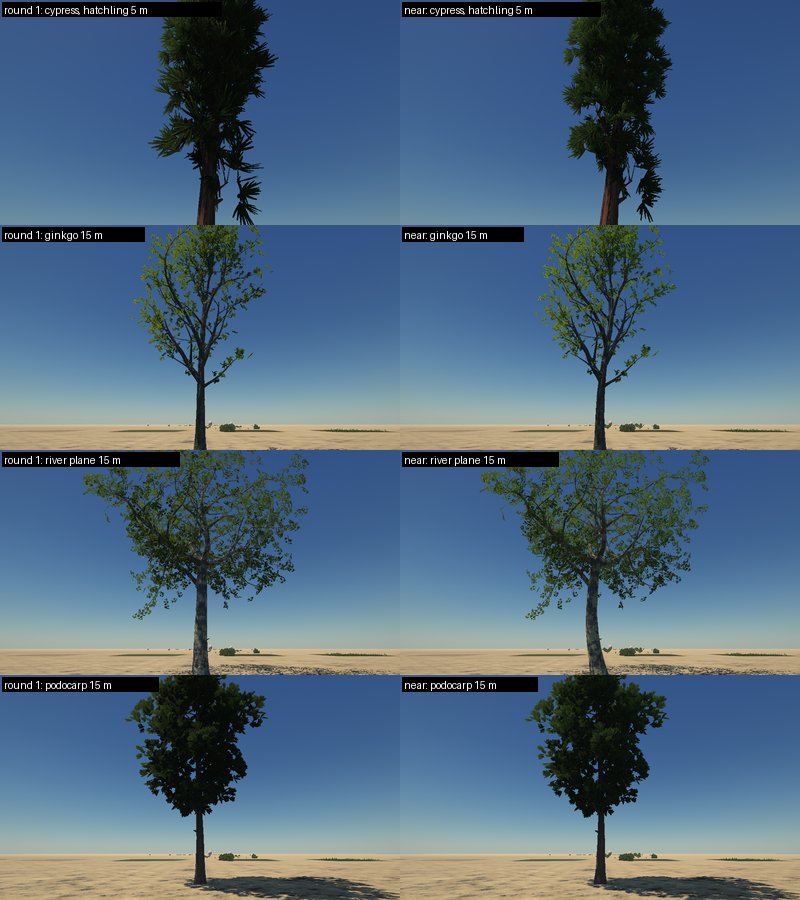 round 1: cypress, hatchling 5 m
near: cypress, hatchling 5 m
round 1: ginkgo 15 m
near: ginkgo 15 m
round 1: river plane 15 m
near: river plane 15 m
round 1: podocarp 15 m
near: podocarp 15 m